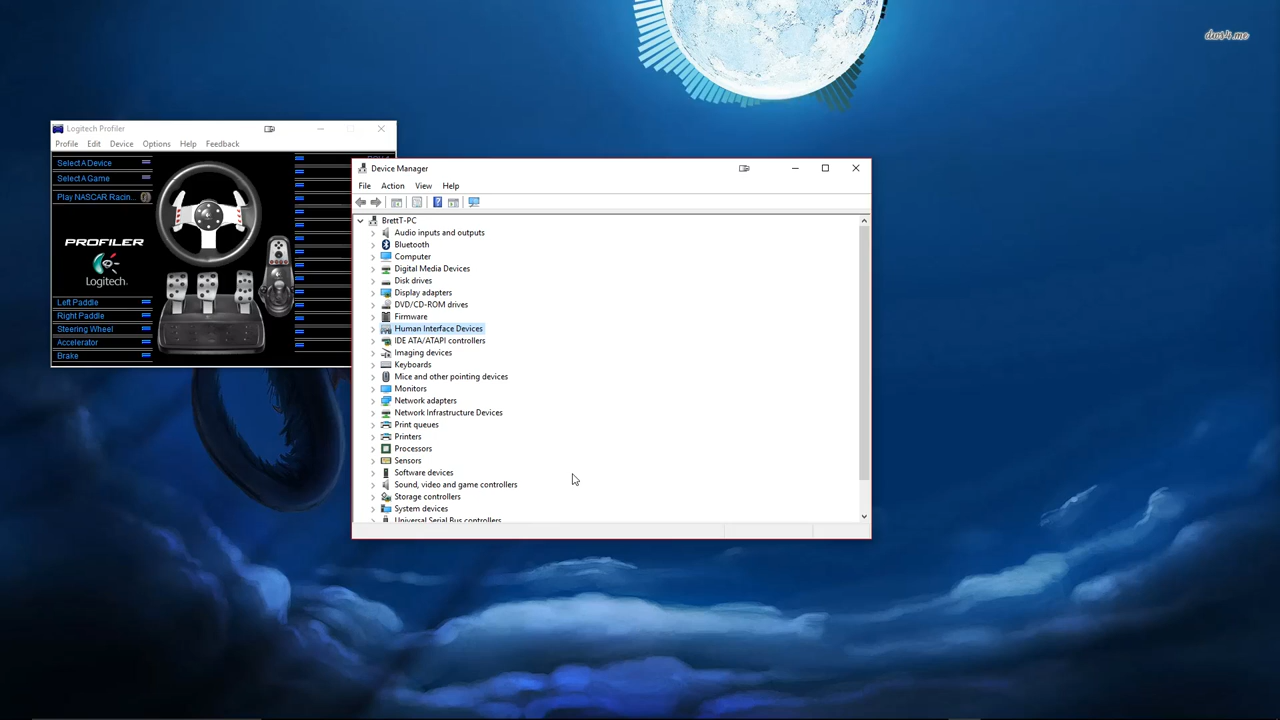 dws4.me
Logitech Profiler
Profile Edit Device Options Help Feedback
Select A Device
Select A Game
Play NASCAR Racin...
PROFILER
Logitech
Left Paddle
Right Paddle
Steering Wheel
Accelerator
Brake
Device Manager
File Action View Help
BrettT-PC
Audio inputs and outputs
Bluetooth
Computer
Digital Media Devices
Disk drives
Display adapters
DVD/CD-ROM drives
Firmware
Human Interface Devices
IDE ATA/ATAPI controllers
Imaging devices
Keyboards
Mice and other pointing devices
Monitors
Network adapters
Network Infrastructure Devices
Print queues
Printers
Processors
Sensors
Software devices
Sound, video and game controllers
Storage controllers
System devices
Universal Serial Bus controllers